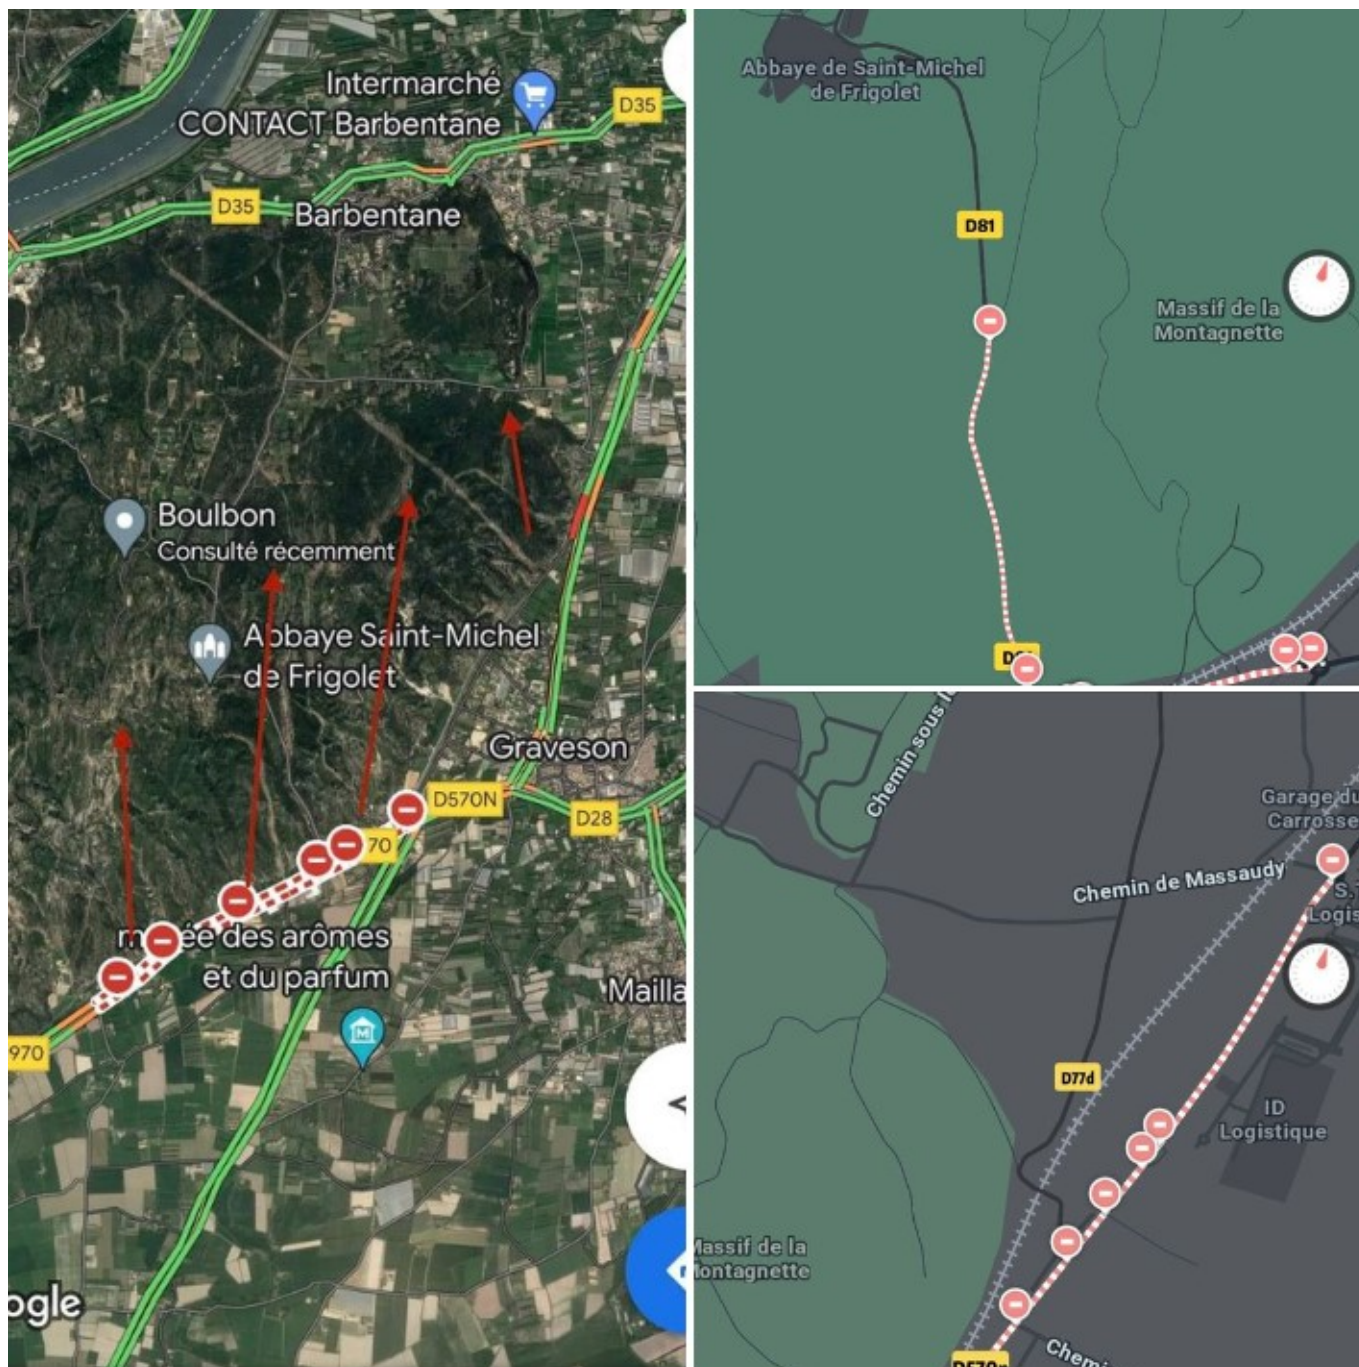 Intermarché
CONTACT Barbentane
D35
D35
Barbentane
Boulbon
Consulté récemment
Abbaye Saint-Michel
de Frigolet
Graveson
D570N
D28
70
des arômes
et du parfum
Mailla
970
ogle
Abbaye de Saint-Michel
de Frigolet
D81
Massif de la
Montagnette
Chemin sous
Garage du
Carrosse
Chemin de Massaudy
S.
Logis
D77d
ID
Logistique
Massif de la
Montagnette
Chemi
D570n